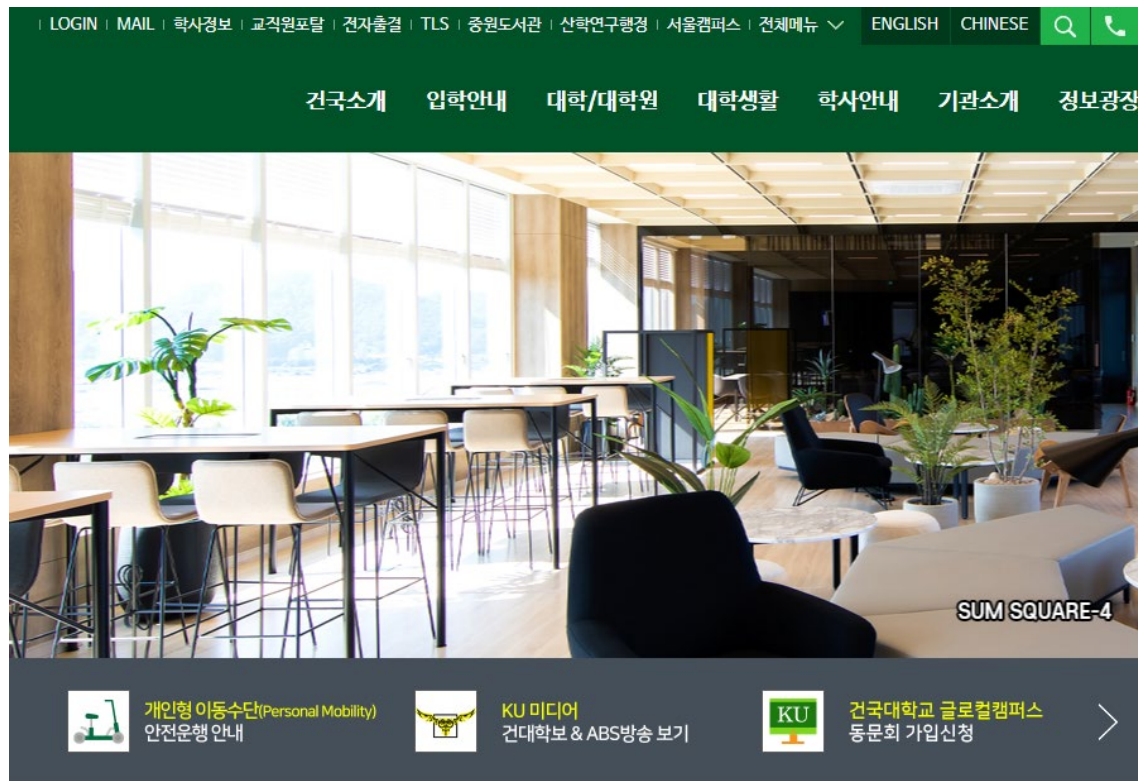 LOGIN MAIL 학사정보 교직원포탈 전자출결 TLS 중원도서관 산학연구행정 서울캠퍼스 전체메뉴 ENGLISH CHINESE
건국소개 입학안내 대학/대학원 대학생활 학사안내 기관소개 정보광장
SUM SQUARE-4
개인형 이동수단(Personal Mobility)
안전운행 안내
KU 미디어
건대학보 & ABS방송 보기
KU
건국대학교 글로컬캠퍼스
동문회 가입신청